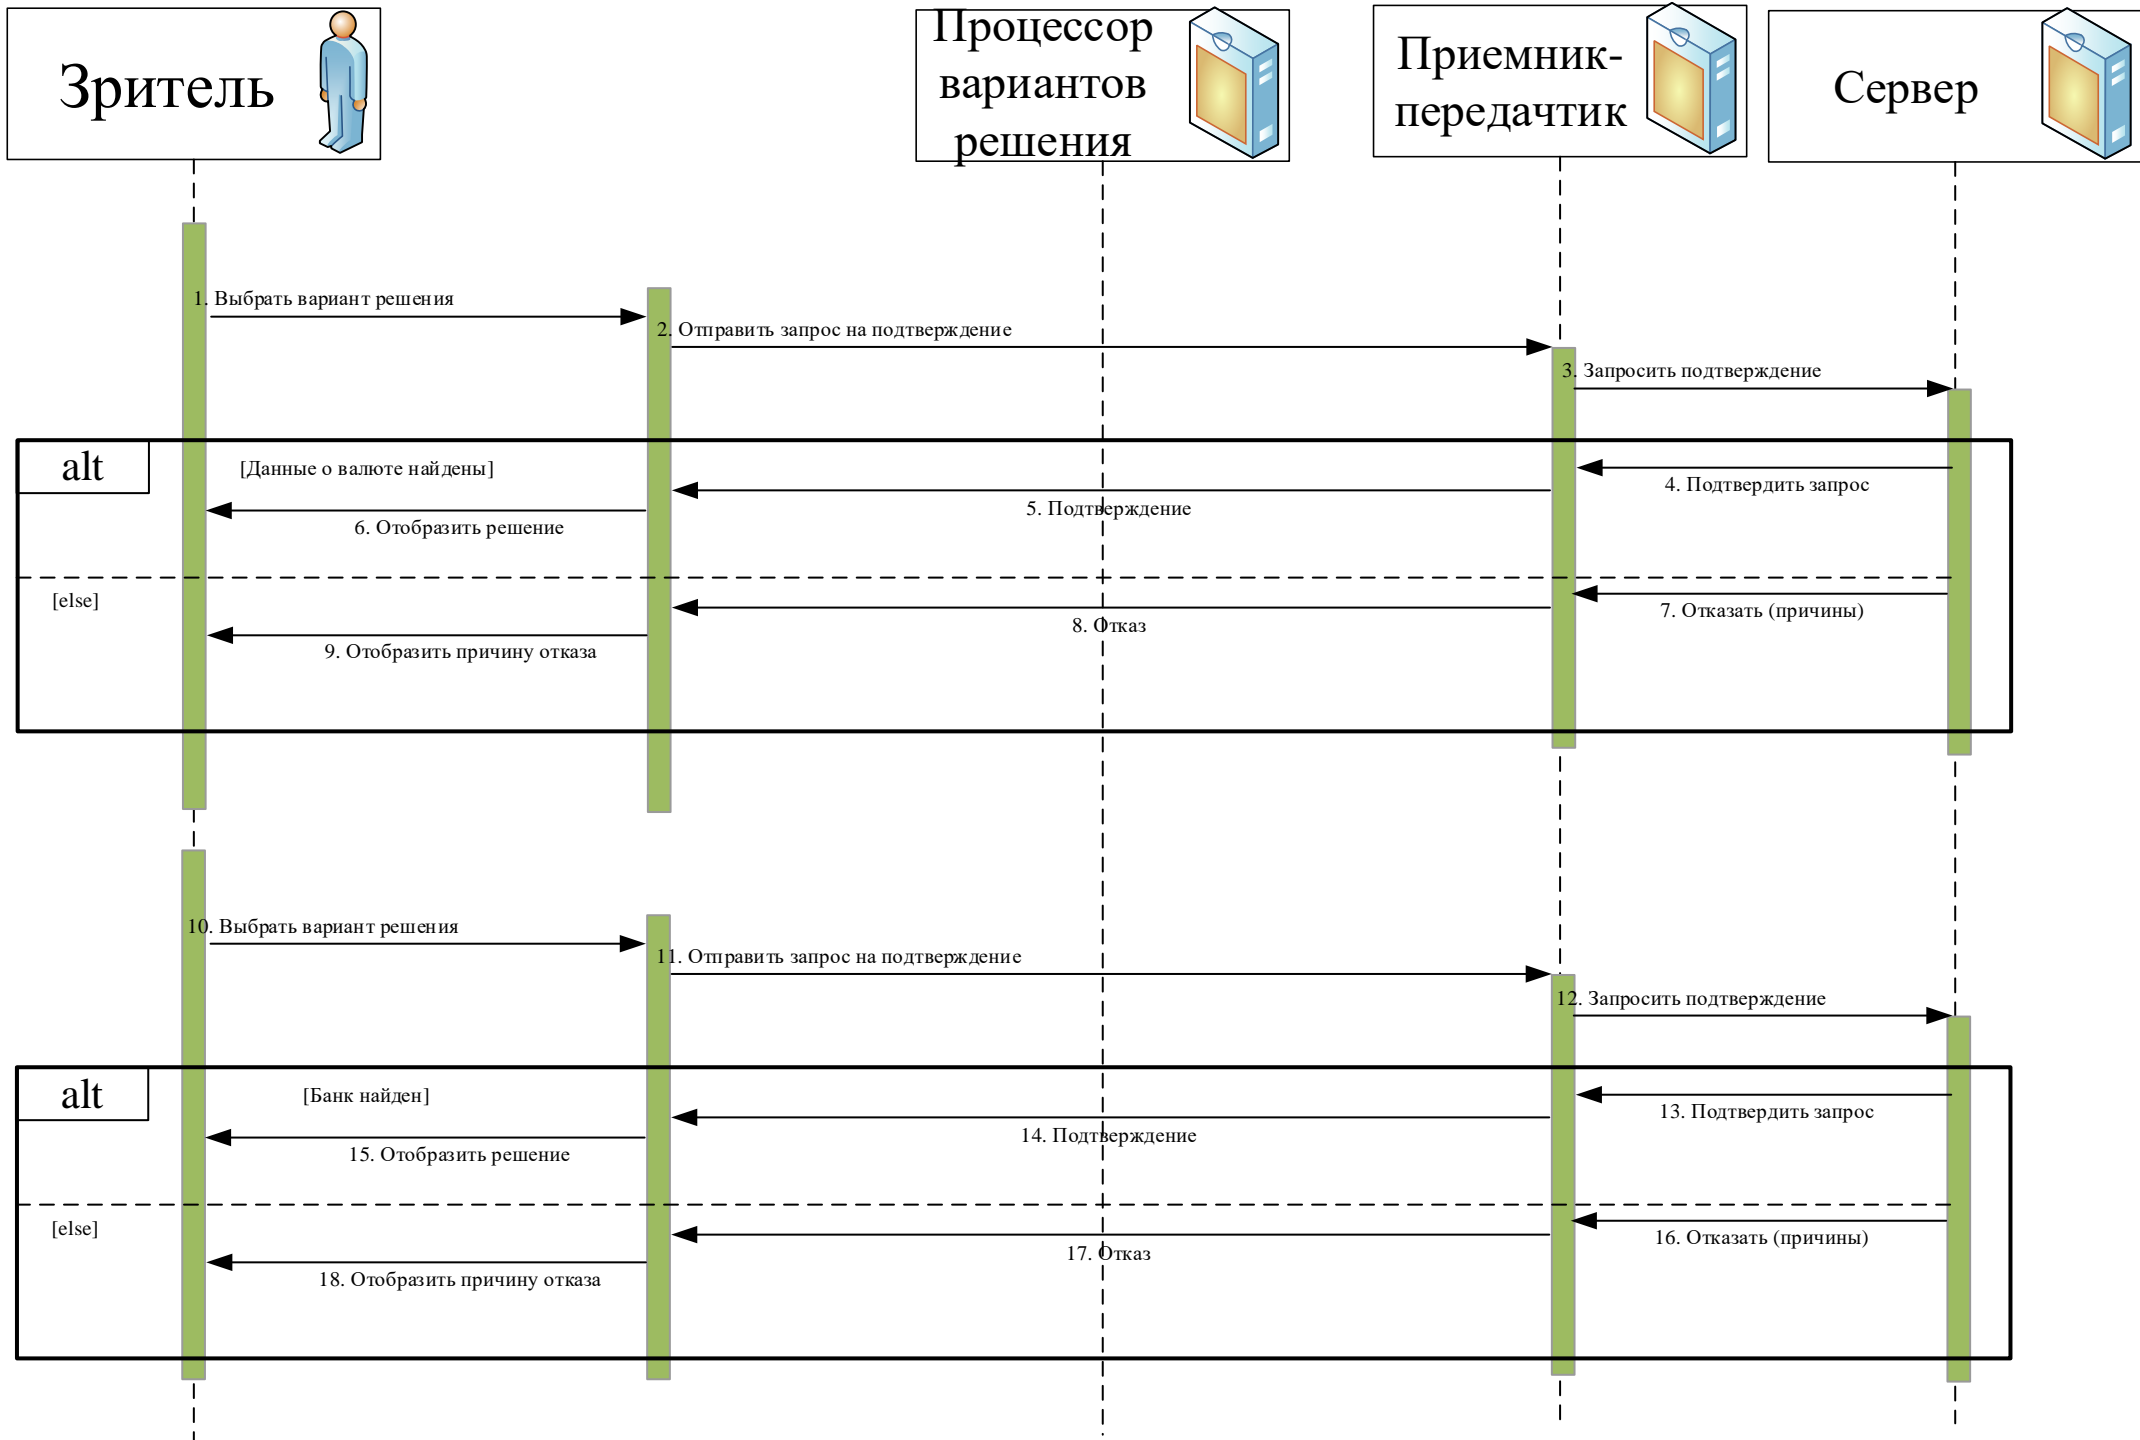 Зритель
Процессор
вариантов
решения
Приемник-
передачтик
Сервер
1. Выбрать вариант решения
2. Отправить запрос на подтверждение
3. Запросить подтверждение
alt
[Данные о валюте найдены]
4. Подтвердить запрос
5. Подтверждение
6. Отобразить решение
[else]
7. Отказать (причины)
8. Отказ
9. Отобразить причину отказа
10. Выбрать вариант решения
11. Отправить запрос на подтверждение
12. Запросить подтверждение
alt
[Банк найден]
13. Подтвердить запрос
14. Подтверждение
15. Отобразить решение
[else]
16. Отказать (причины)
17. Отказ
18. Отобразить причину отказа